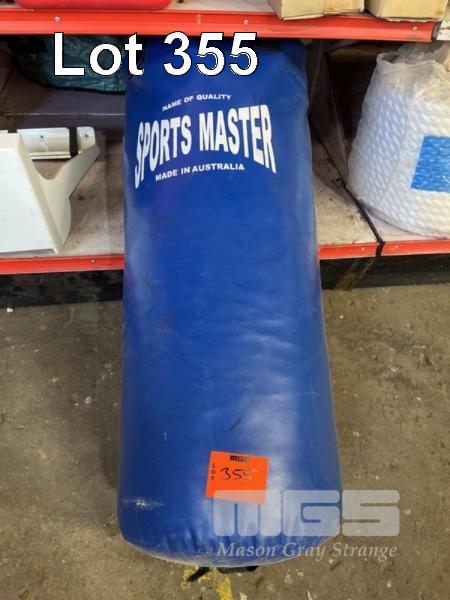 Lot 355
NAME OF QUALITY
SPORTS MASTER
MADE IN AUSTRALIA
MGS
LOT
355
MGS
Mason Gray Strange